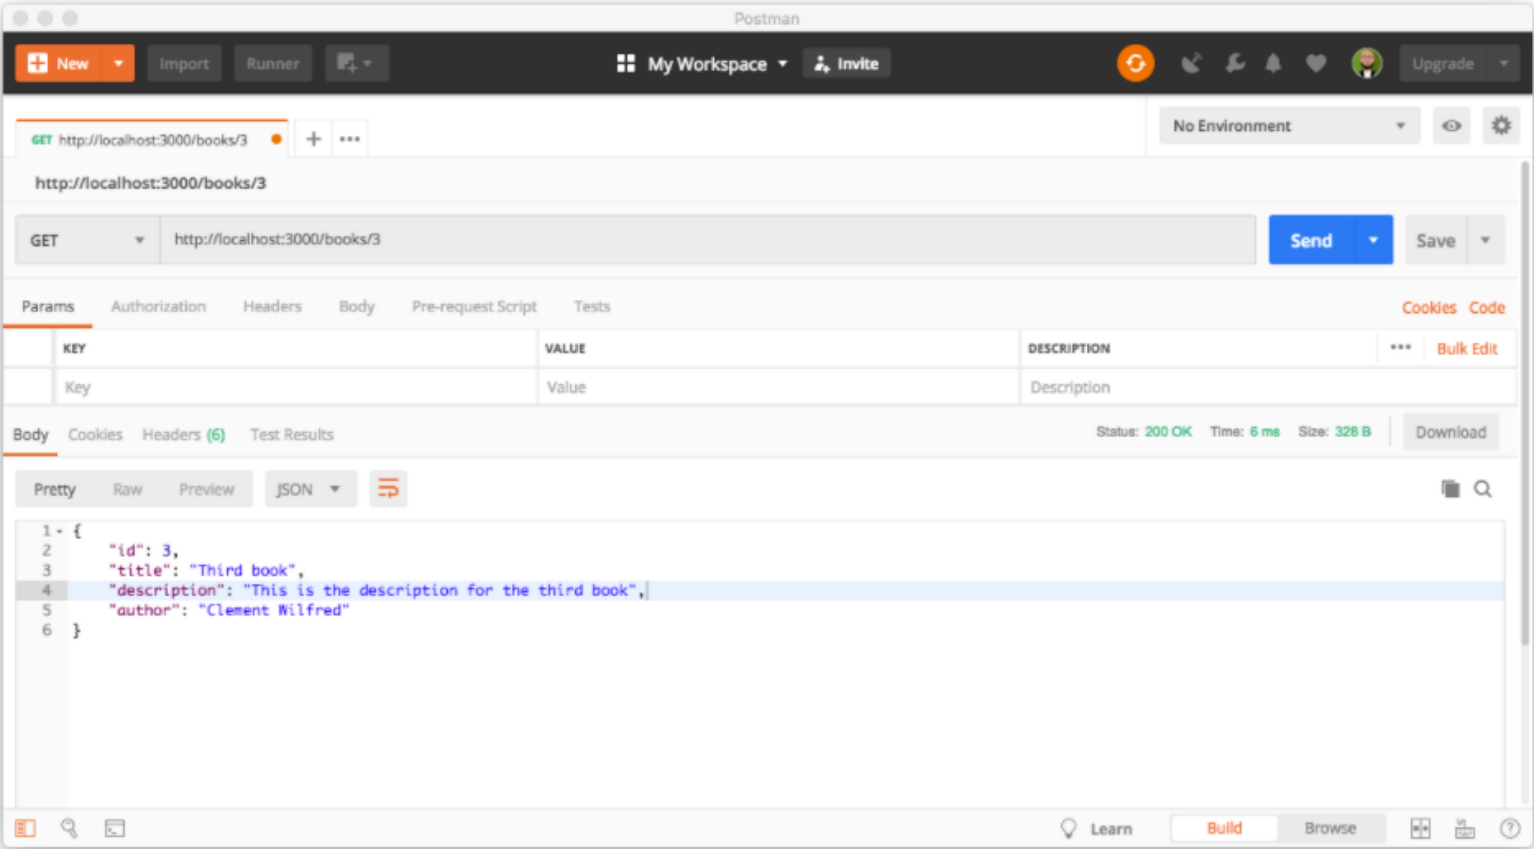 Postman
New Import Runner My Workspace Invite Upgrade
GET http://localhost:3000/books/3 + ••• No Environment
http://localhost:3000/books/3
GET http://localhost:3000/books/3 Send Save
Params Authorization Headers Body Pre-request Script Tests Cookies Code
KEY VALUE DESCRIPTION ••• Bulk Edit
Key Value Description
Body Cookies Headers (6) Test Results Status: 200 OK Time: 6 ms Size: 328 B Download
Pretty Raw Preview JSON
1 {
2 "id": 3,
3 "title": "Third book",
4 "description": "This is the description for the third book",
5 "author": "Clement Wilfred"
6 }
Learn Build Browse